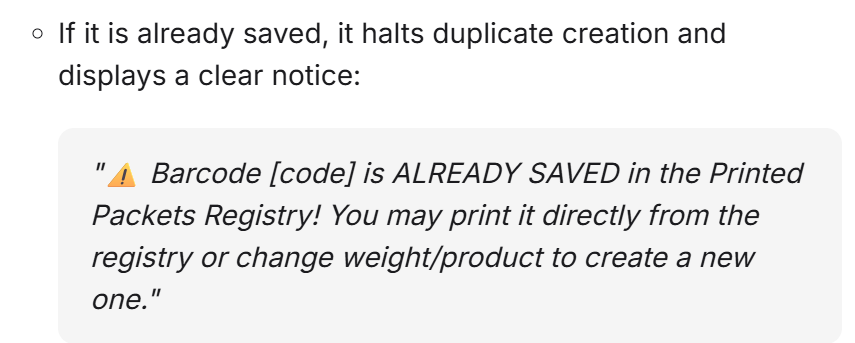 ◦ If it is already saved, it halts duplicate creation and
displays a clear notice:
"⚠️ Barcode [code] is ALREADY SAVED in the Printed
Packets Registry! You may print it directly from the
registry or change weight/product to create a new
one."